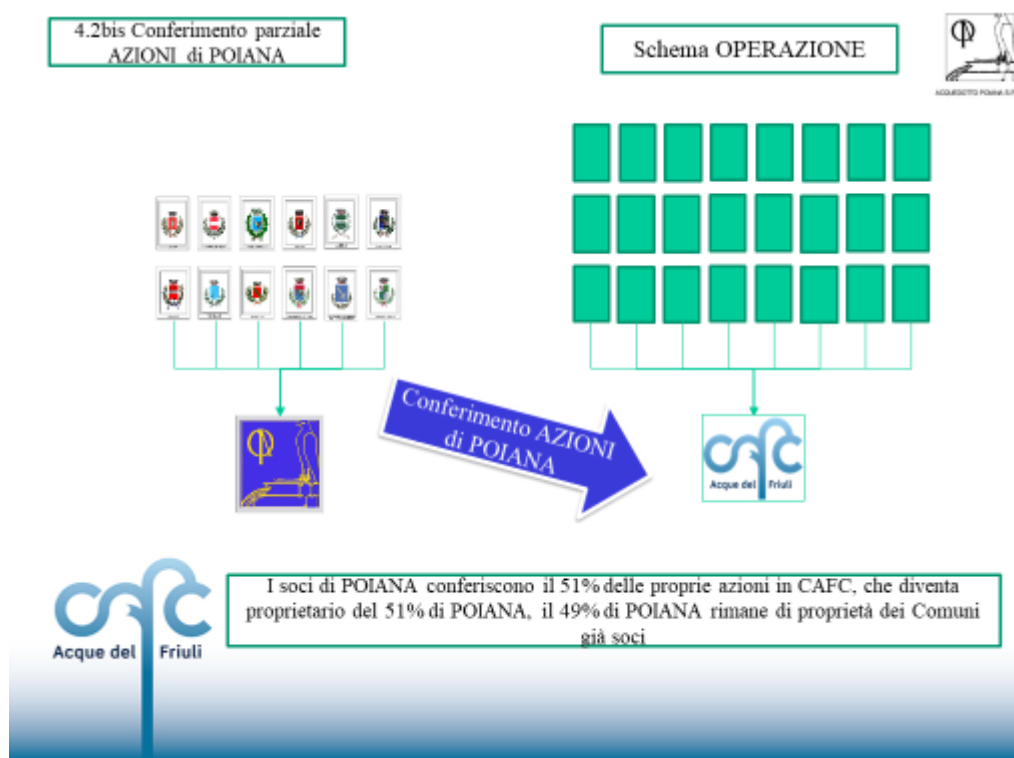 4.2bis Conferimento parziale
AZIONI di POIANA
Schema OPERAZIONE
Conferimento AZIONI
di POIANA
cafc
Acque del Friuli
I soci di POIANA conferiscono il 51% delle proprie azioni in CAFC, che diventa
proprietario del 51% di POIANA, il 49% di POIANA rimane di proprietà dei Comuni
già soci
cafc
Acque del Friuli